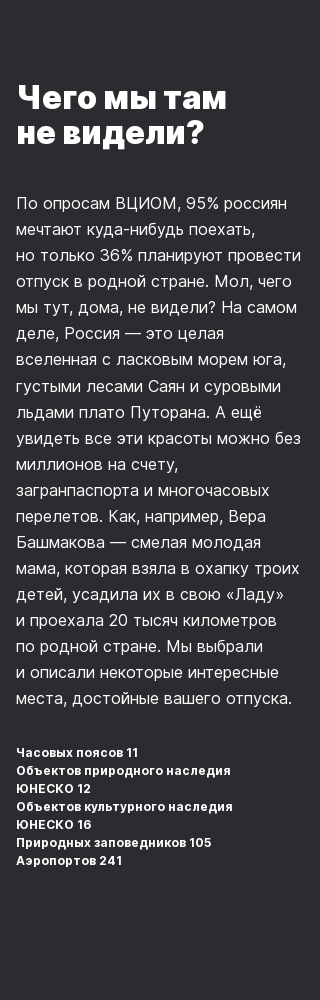 Чего мы там
не видели?
По опросам ВЦИОМ, 95% россиян
мечтают куда-нибудь поехать,
но только 36% планируют провести
отпуск в родной стране. Мол, чего
мы тут, дома, не видели? На самом
деле, Россия — это целая
вселенная с ласковым морем юга,
густыми лесами Саян и суровыми
льдами плато Путорана. А ещё
увидеть все эти красоты можно без
миллионов на счету,
загранпаспорта и многочасовых
перелетов. Как, например, Вера
Башмакова — смелая молодая
мама, которая взяла в охапку троих
детей, усадила их в свою «Ладу»
и проехала 20 тысяч километров
по родной стране. Мы выбрали
и описали некоторые интересные
места, достойные вашего отпуска.
Часовых поясов 11
Объектов природного наследия
ЮНЕСКО 12
Объектов культурного наследия
ЮНЕСКО 16
Природных заповедников 105
Аэропортов 241